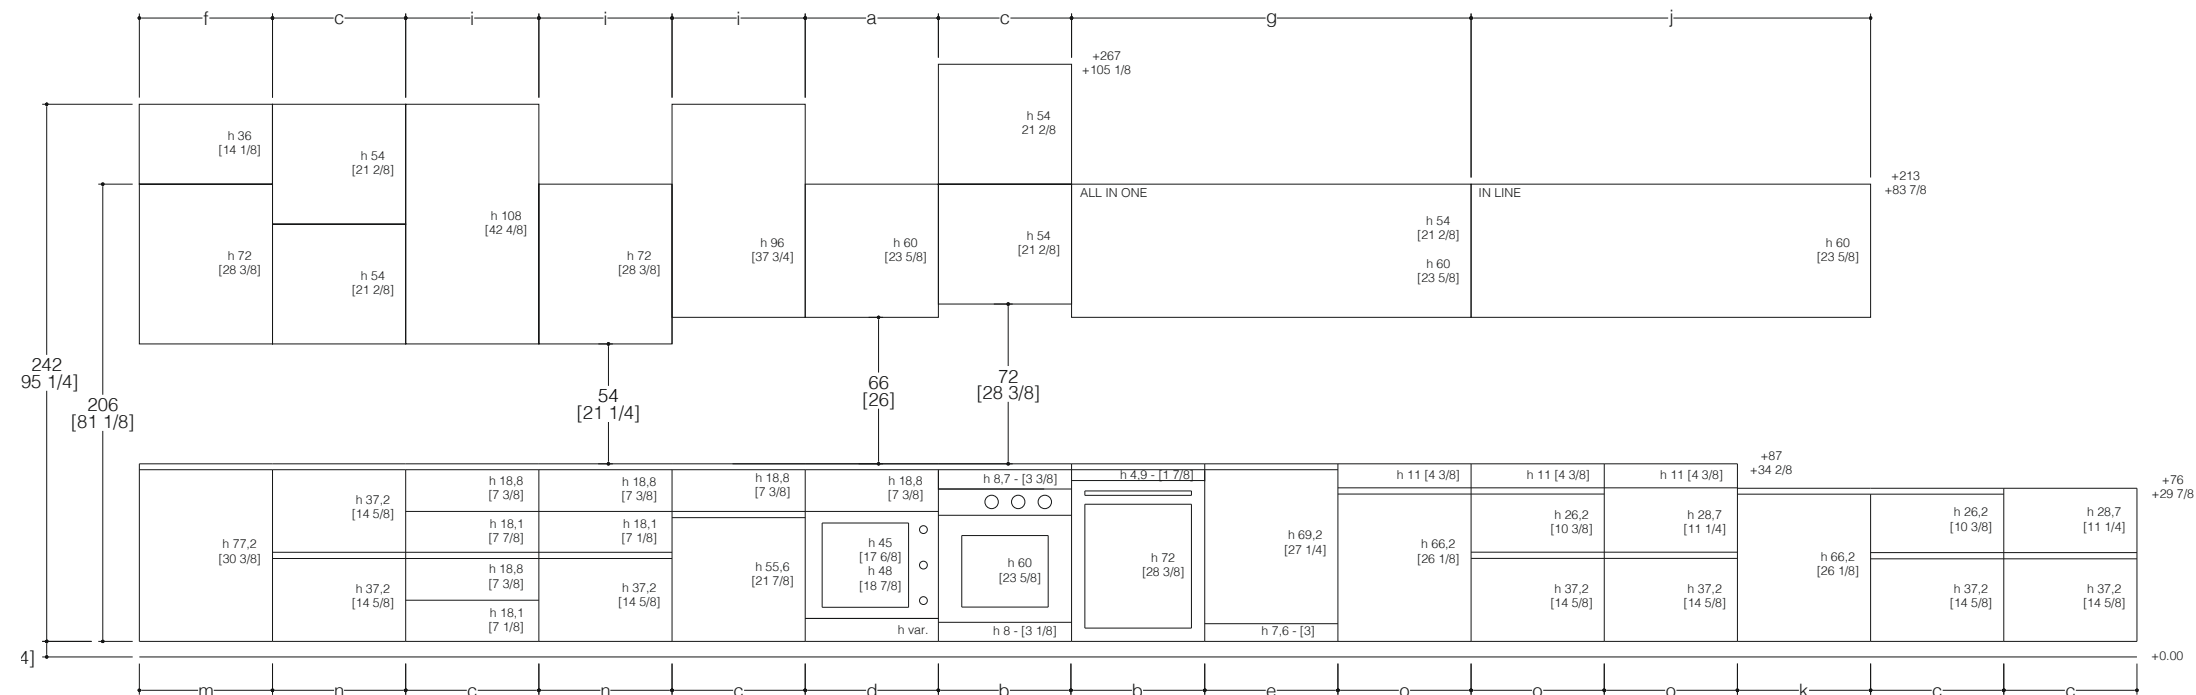 f c i i i a c g j
+267
+105 1/8
h 54
21 2/8
h 36
[14 1/8]
h 54
[21 2/8]
+213
+83 7/8
ALL IN ONE
IN LINE
h 108
[42 4/8]
h 54
[21 2/8]
h 60
[23 5/8]
h 72
[28 3/8]
h 54
[21 2/8]
h 72
[28 3/8]
h 96
[37 3/4]
h 60
[23 5/8]
h 54
[21 2/8]
h 60
[23 5/8]
242
95 1/4]
206
[81 1/8]
54
[21 1/4]
66
[26]
72
[28 3/8]
+87
+34 2/8
+76
+29 7/8
h 77,2
[30 3/8]
h 37,2
[14 5/8]
h 37,2
[14 5/8]
h 18,8
[7 3/8]
h 18,1
[7 7/8]
h 18,8
[7 3/8]
h 18,1
[7 1/8]
h 18,8
[7 3/8]
h 18,1
[7 1/8]
h 37,2
[14 5/8]
h 18,8
[7 3/8]
h 55,6
[21 7/8]
h 18,8
[7 3/8]
h 45
[17 6/8]
h 48
[18 7/8]
h var.
h 8,7 - [3 3/8]
h 60
[23 5/8]
h 8 - [3 1/8]
h 4,9 - [1 7/8]
h 72
[28 3/8]
h 69,2
[27 1/4]
h 7,6 - [3]
h 11 [4 3/8]
h 66,2
[26 1/8]
h 11 [4 3/8]
h 26,2
[10 3/8]
h 37,2
[14 5/8]
h 11 [4 3/8]
h 28,7
[11 1/4]
h 37,2
[14 5/8]
h 66,2
[26 1/8]
h 26,2
[10 3/8]
h 37,2
[14 5/8]
h 28,7
[11 1/4]
h 37,2
[14 5/8]
4]
+0.00
m n c n c d b b e o o o k c c